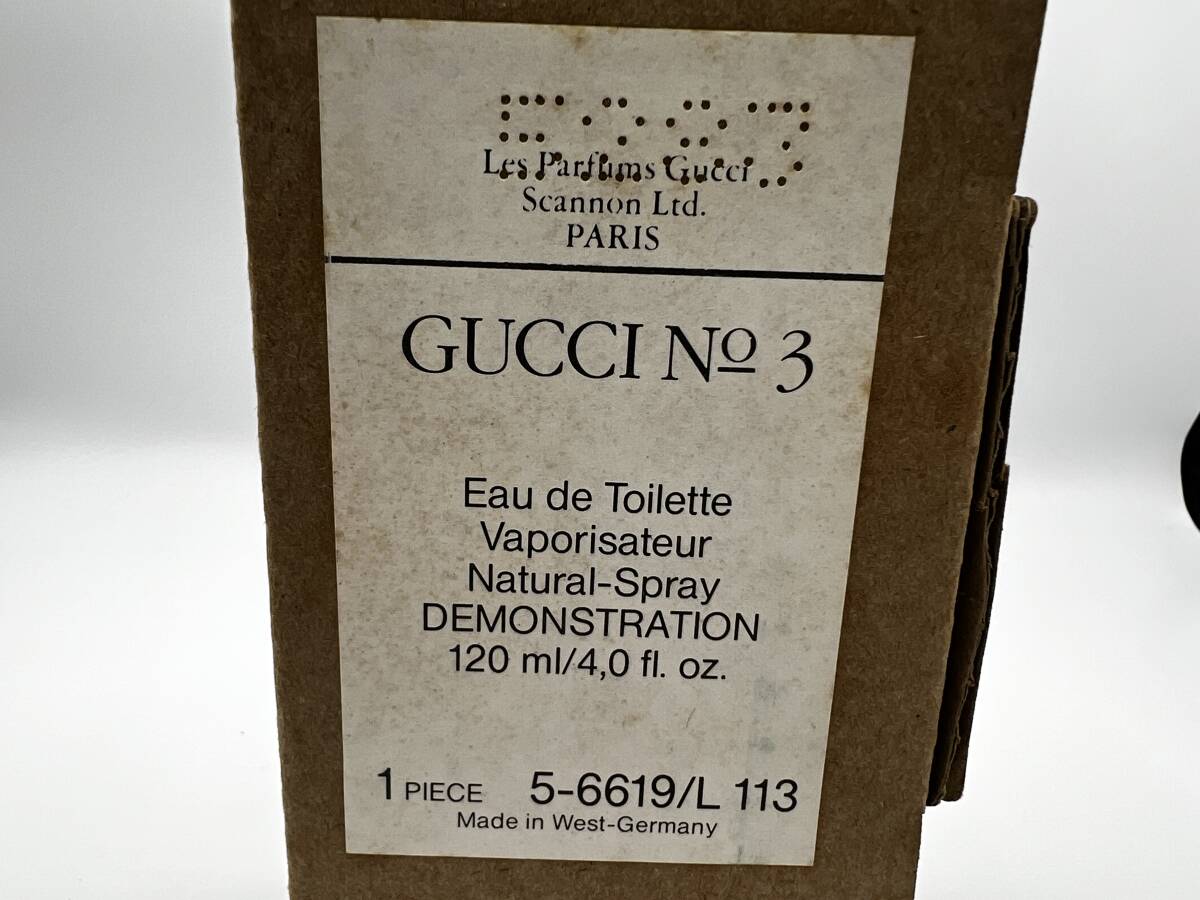 Les Parfums Gucci
Scannon Ltd.
PARIS
GUCCI Nº 3
Eau de Toilette
Vaporisateur
Natural-Spray
DEMONSTRATION
120 ml/4,0 fl. oz.
1 PIECE 5-6619/L 113
Made in West-Germany